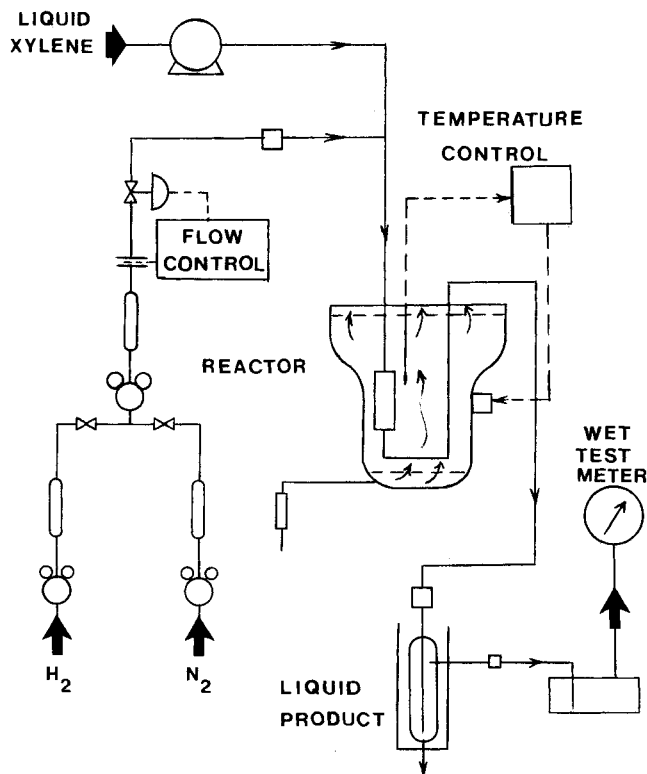 LIQUID
XYLENE
TEMPERATURE
CONTROL
FLOW
CONTROL
REACTOR
WET
TEST
METER
H2
N2
LIQUID
PRODUCT